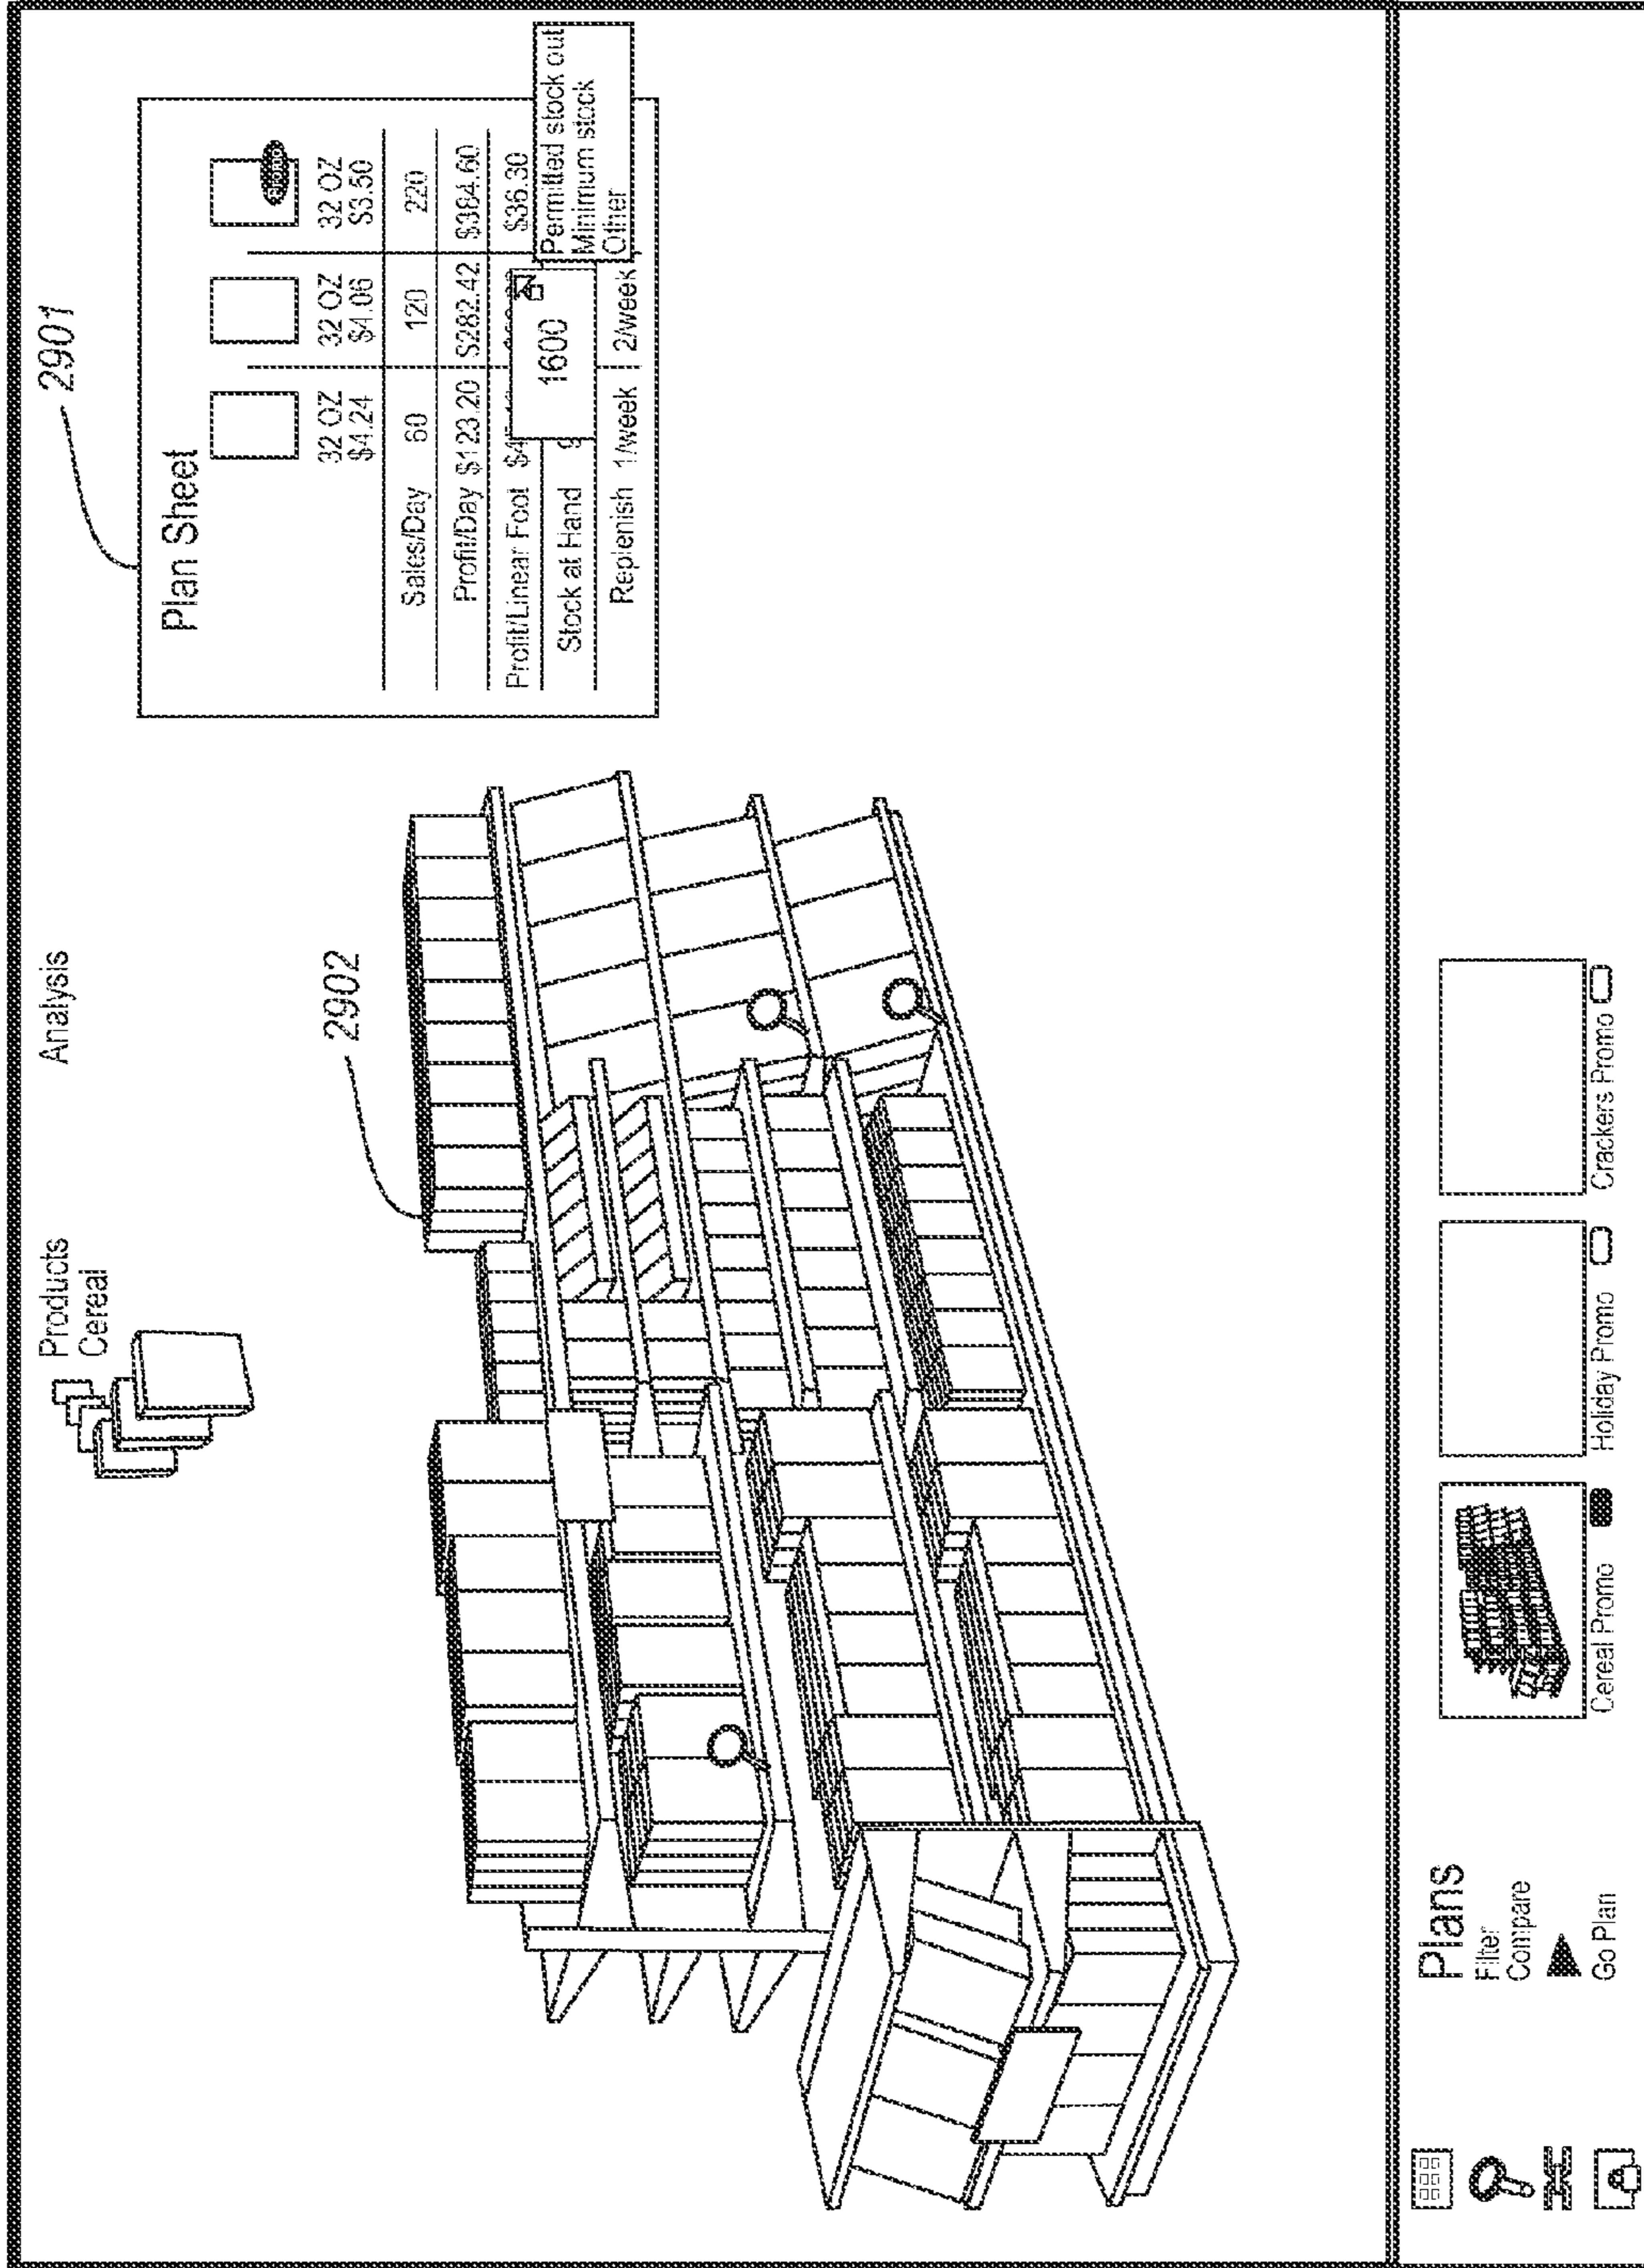 Products
Cereal
Analysis
2901
2902
Plan Sheet
32 OZ 32 OZ 32 OZ
$4.24 $4.06 $3.50
Sales/Day 60 120 220
Profit/Day $123.20 $282.42 $384.60
Profit/Linear Foot $4 $36.30
Stock at Hand 1600
Replenish 1/week 2/week
Permitted stock out
Minimum stock
Other
Plans
Filter
Compare
Go Plan
Cereal Promo
Holiday Promo
Crackers Promo